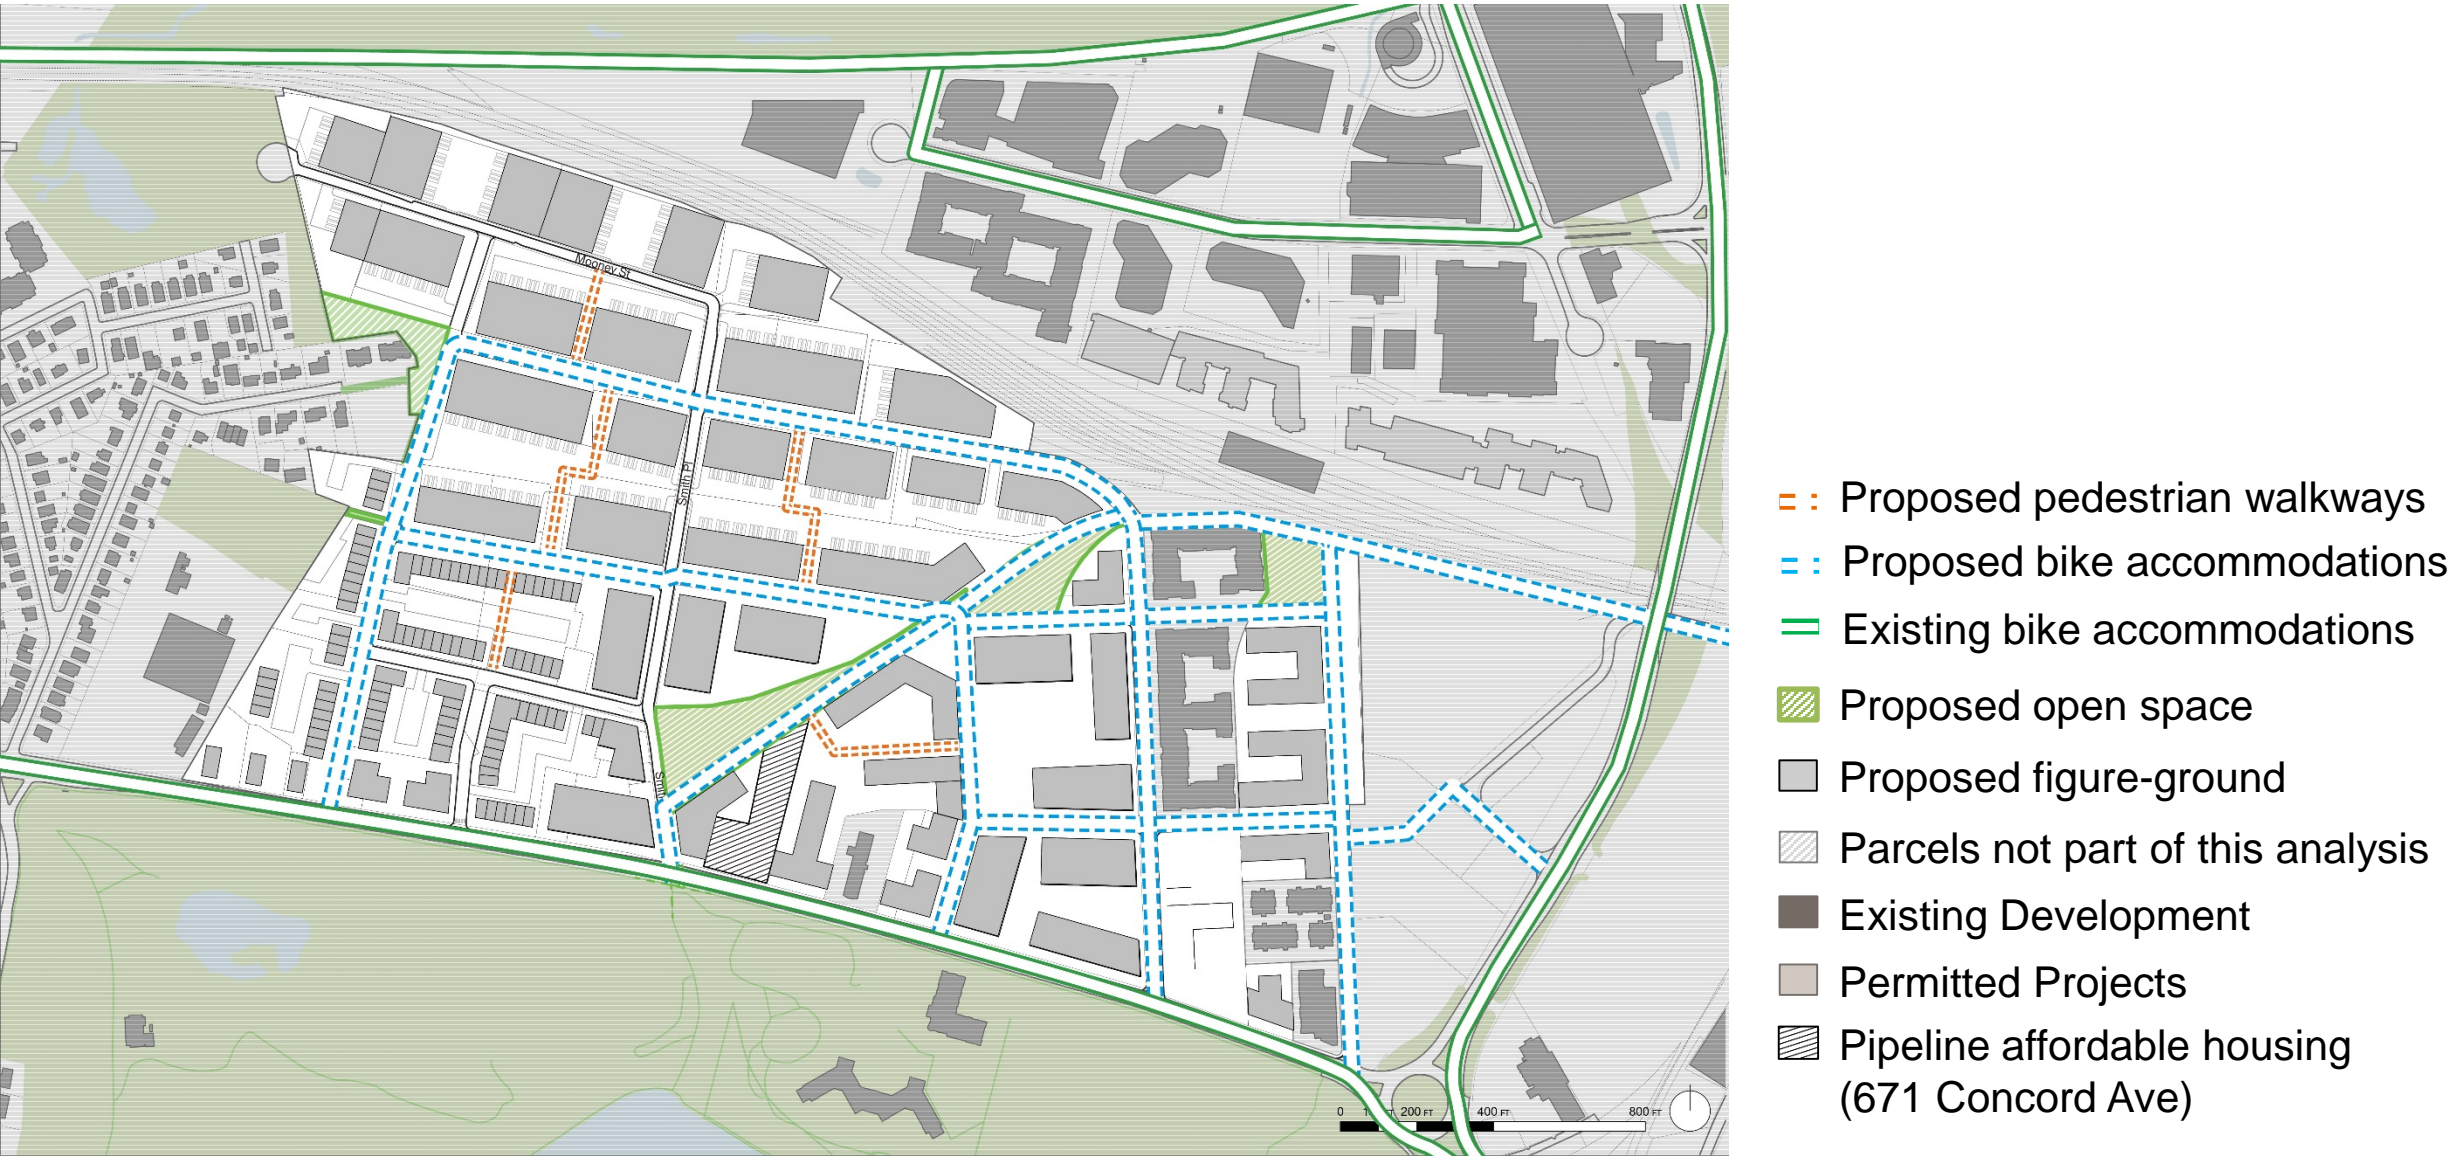 Mooney St
Smith Pl
Proposed pedestrian walkways
Proposed bike accommodations
Existing bike accommodations
Proposed open space
Proposed figure-ground
Parcels not part of this analysis
Existing Development
Permitted Projects
Pipeline affordable housing
(671 Concord Ave)
0 200 FT 400 FT 800 FT